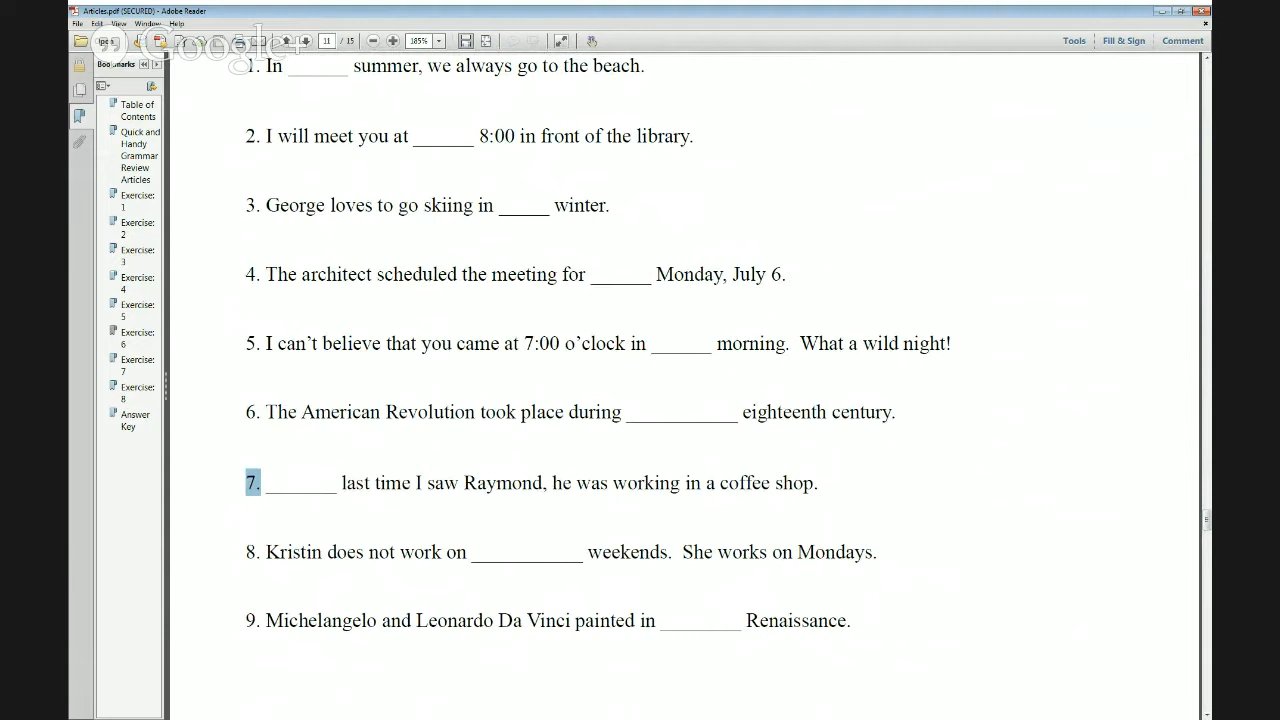 Articles.pdf (SECURED) - Adobe Reader
File Edit View Window Help
Google+
11 / 15 185% Tools Fill & Sign Comment
Bookmarks
Table of
Contents
Quick and
Handy
Grammar
Review
Articles
Exercise:
1
Exercise:
2
Exercise:
3
Exercise:
4
Exercise:
5
Exercise:
6
Exercise:
7
Exercise:
8
Answer
Key
1. In ______ summer, we always go to the beach.
2. I will meet you at ______ 8:00 in front of the library.
3. George loves to go skiing in _____ winter.
4. The architect scheduled the meeting for ______ Monday, July 6.
5. I can't believe that you came at 7:00 o'clock in ______ morning.  What a wild night!
6. The American Revolution took place during ___________ eighteenth century.
7. _______ last time I saw Raymond, he was working in a coffee shop.
8. Kristin does not work on ___________ weekends.  She works on Mondays.
9. Michelangelo and Leonardo Da Vinci painted in ________ Renaissance.